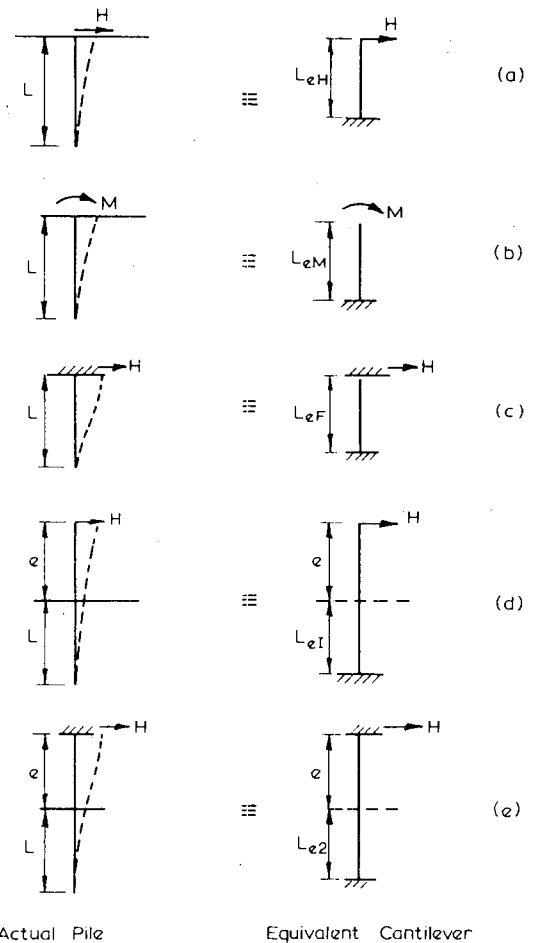 H H
L L_eH (a)
M M
L L_eM (b)
H H
L L_eF (c)
H H
e e
L L_eI (d)
H H
e e
L L_e2 (e)
Actual Pile Equivalent Cantilever